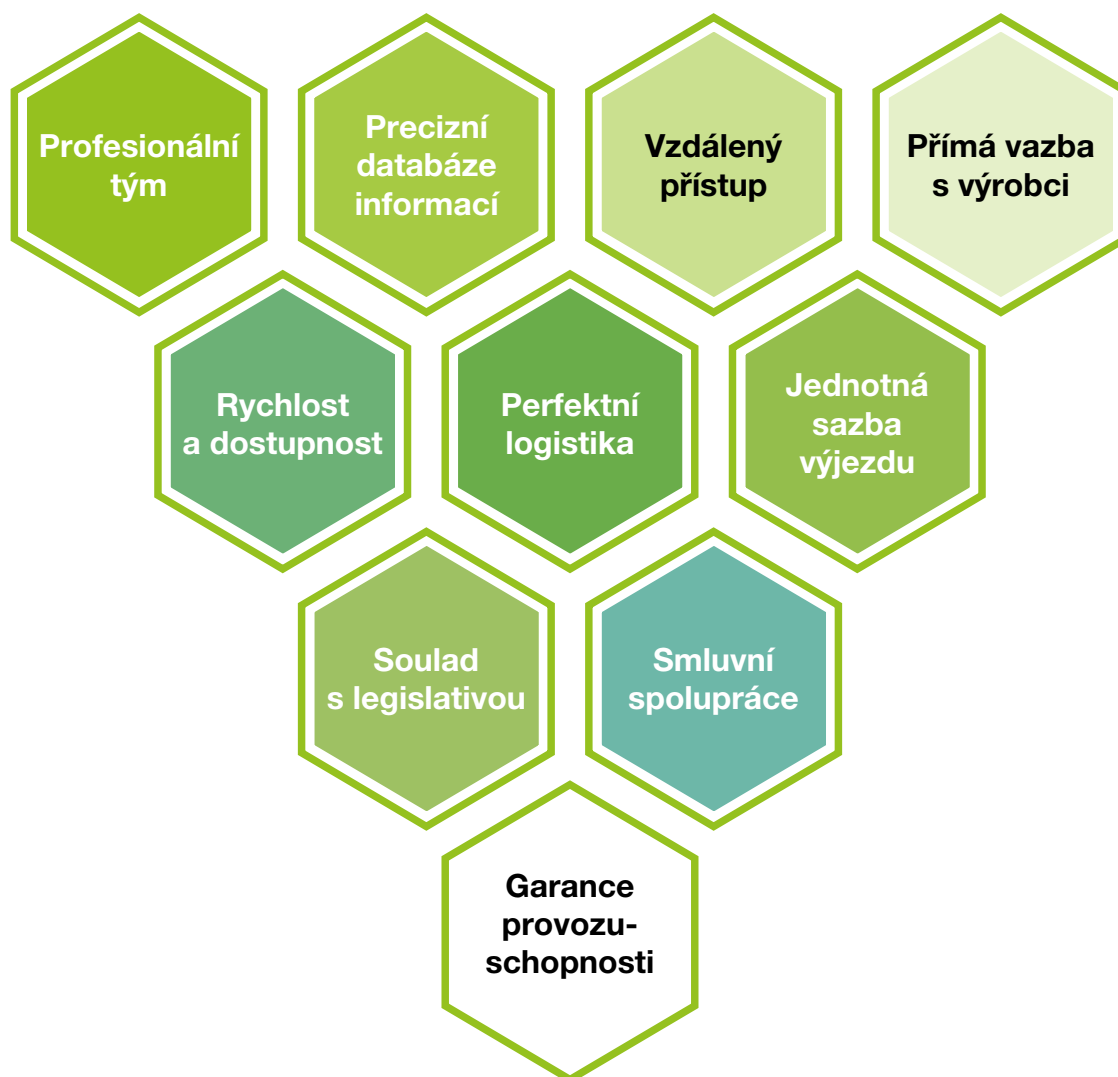 Profesionální
tým
Precizní
databáze
informací
Vzdálený
přístup
Přímá vazba
s výrobci
Rychlost
a dostupnost
Perfektní
logistika
Jednotná
sazba
výjezdu
Soulad
s legislativou
Smluvní
spolupráce
Garance
provozu-
schopnosti